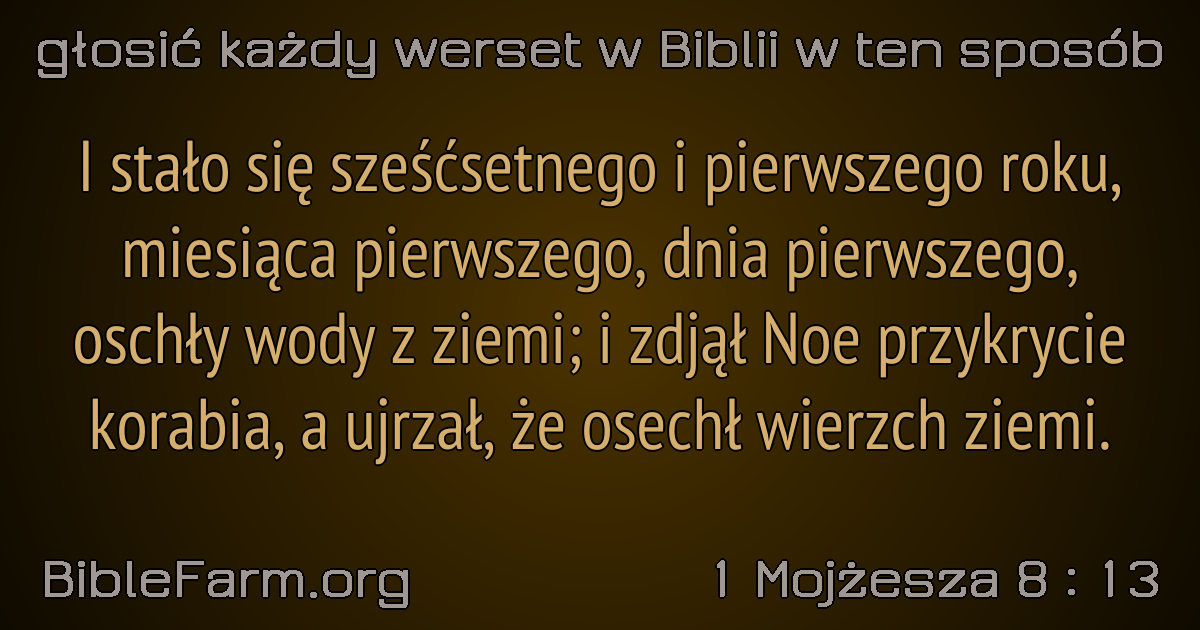 głosić każdy werset w Biblii w ten sposób
I stało się sześćsetnego i pierwszego roku,
miesiąca pierwszego, dnia pierwszego,
oschły wody z ziemi; i zdjął Noe przykrycie
korabia, a ujrzał, że osechł wierzch ziemi.
BibleFarm.org
1 Mojżesza 8 : 13